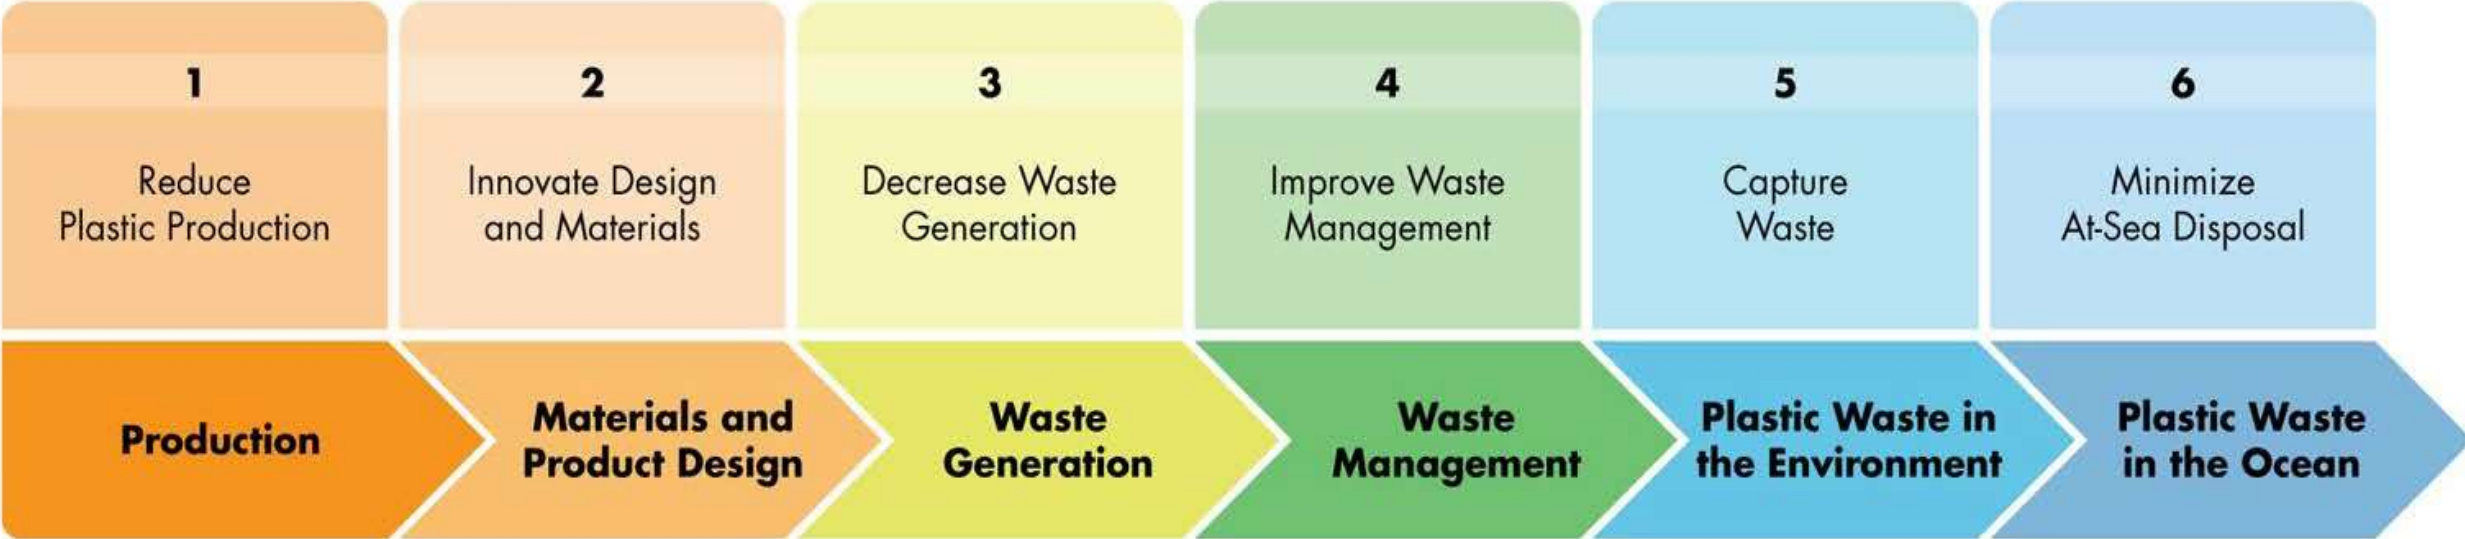 1
Reduce
Plastic Production
2
Innovate Design
and Materials
3
Decrease Waste
Generation
4
Improve Waste
Management
5
Capture
Waste
6
Minimize
At-Sea Disposal
Production
Materials and
Product Design
Waste
Generation
Waste
Management
Plastic Waste in
the Environment
Plastic Waste
in the Ocean